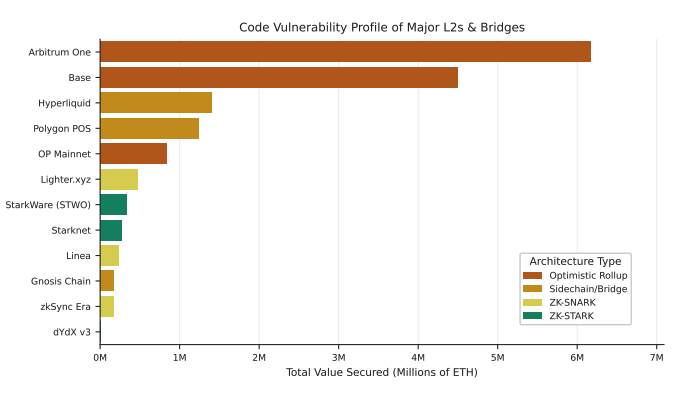 Code Vulnerability Profile of Major L2s & Bridges
Arbitrum One
Base
Hyperliquid
Polygon POS
OP Mainnet
Lighter.xyz
StarkWare (STWO)
Starknet
Linea
Gnosis Chain
zkSync Era
dYdX v3
Architecture Type
Optimistic Rollup
Sidechain/Bridge
ZK-SNARK
ZK-STARK
0M 1M 2M 3M 4M 5M 6M 7M
Total Value Secured (Millions of ETH)